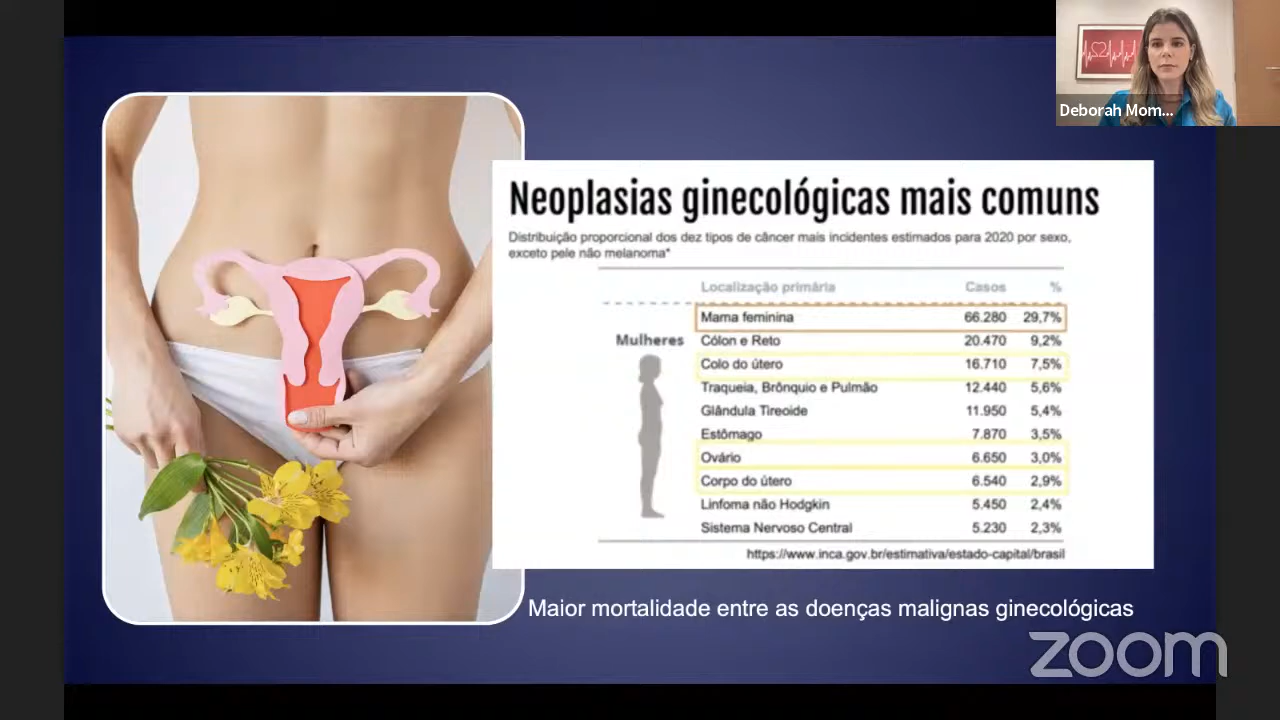 Deborah Mom...
Neoplasias ginecológicas mais comuns
Distribuição proporcional dos dez tipos de câncer mais incidentes estimados para 2020 por sexo,
exceto pele não melanoma*
Localização primária Casos %
Mama feminina 66.280 29,7%
Mulheres
Cólon e Reto 20.470 9,2%
Colo do útero 16.710 7,5%
Traqueia, Brônquio e Pulmão 12.440 5,6%
Glândula Tireoide 11.950 5,4%
Estômago 7.870 3,5%
Ovário 6.650 3,0%
Corpo do útero 6.540 2,9%
Linfoma não Hodgkin 5.450 2,4%
Sistema Nervoso Central 5.230 2,3%
https://www.inca.gov.br/estimativa/estado-capital/brasil
Maior mortalidade entre as doenças malignas ginecológicas
zoom